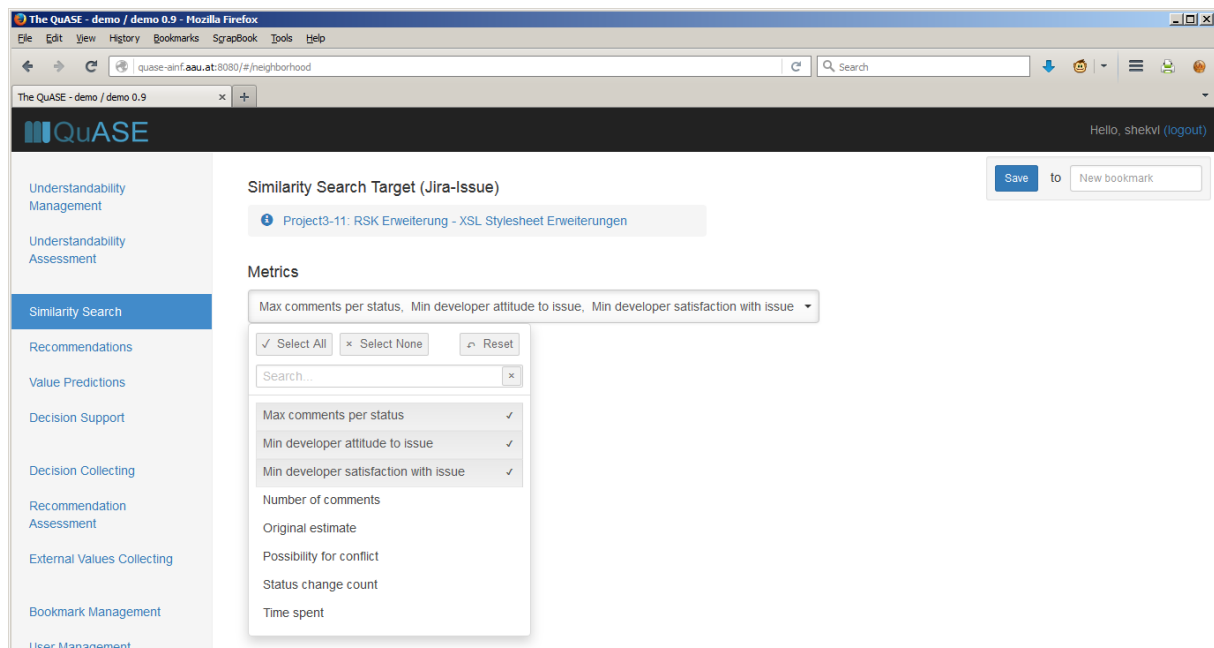 The QuASE - demo / demo 0.9 - Mozilla Firefox
File Edit View History Bookmarks ScrapBook Tools Help
quase-ainf.aau.at:8080/#/neighborhood
Search
The QuASE - demo / demo 0.9
QuASE
Hello, shekvl (logout)
Understandability
Management
Understandability
Assessment
Similarity Search
Recommendations
Value Predictions
Decision Support
Decision Collecting
Recommendation
Assessment
External Values Collecting
Bookmark Management
User Management
Similarity Search Target (Jira-Issue)
Save to New bookmark
Project3-11: RSK Erweiterung - XSL Stylesheet Erweiterungen
Metrics
Max comments per status, Min developer attitude to issue, Min developer satisfaction with issue
Select All Select None Reset
Search...
Max comments per status
Min developer attitude to issue
Min developer satisfaction with issue
Number of comments
Original estimate
Possibility for conflict
Status change count
Time spent